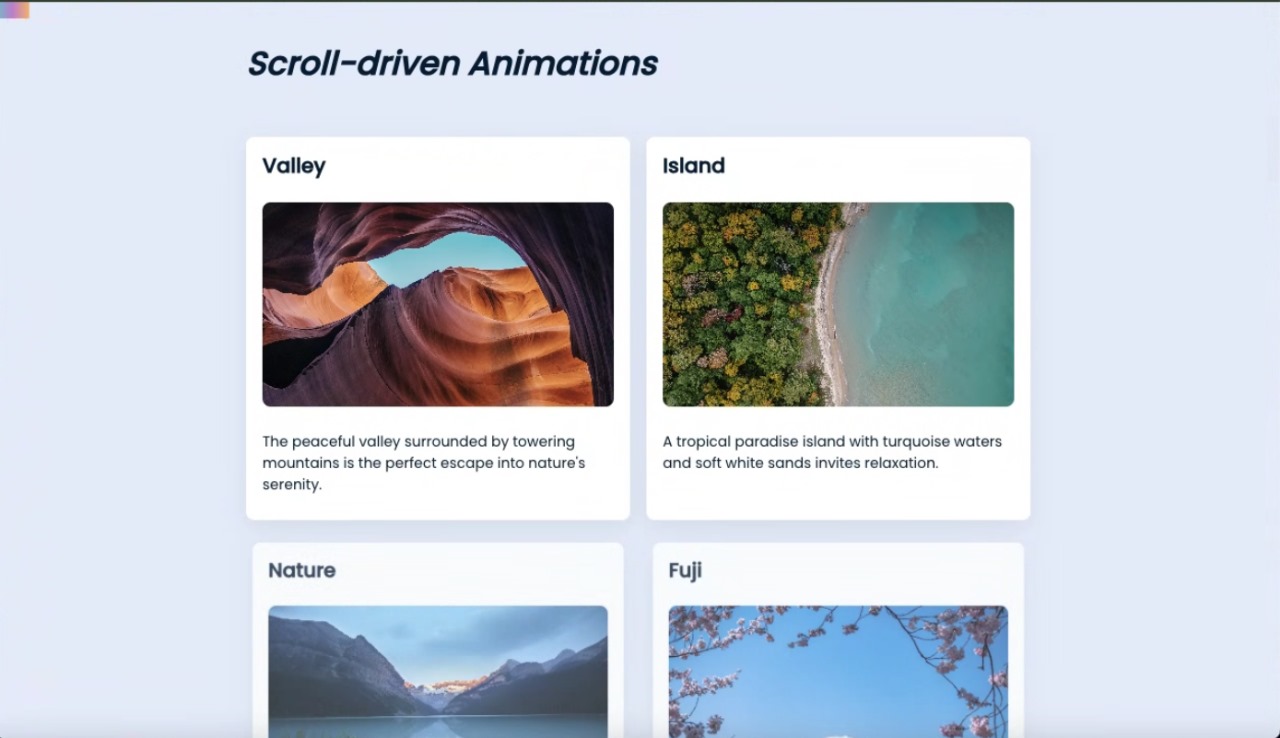 Scroll-driven Animations
Valley
Island
The peaceful valley surrounded by towering
mountains is the perfect escape into nature's
serenity.
A tropical paradise island with turquoise waters
and soft white sands invites relaxation.
Nature
Fuji